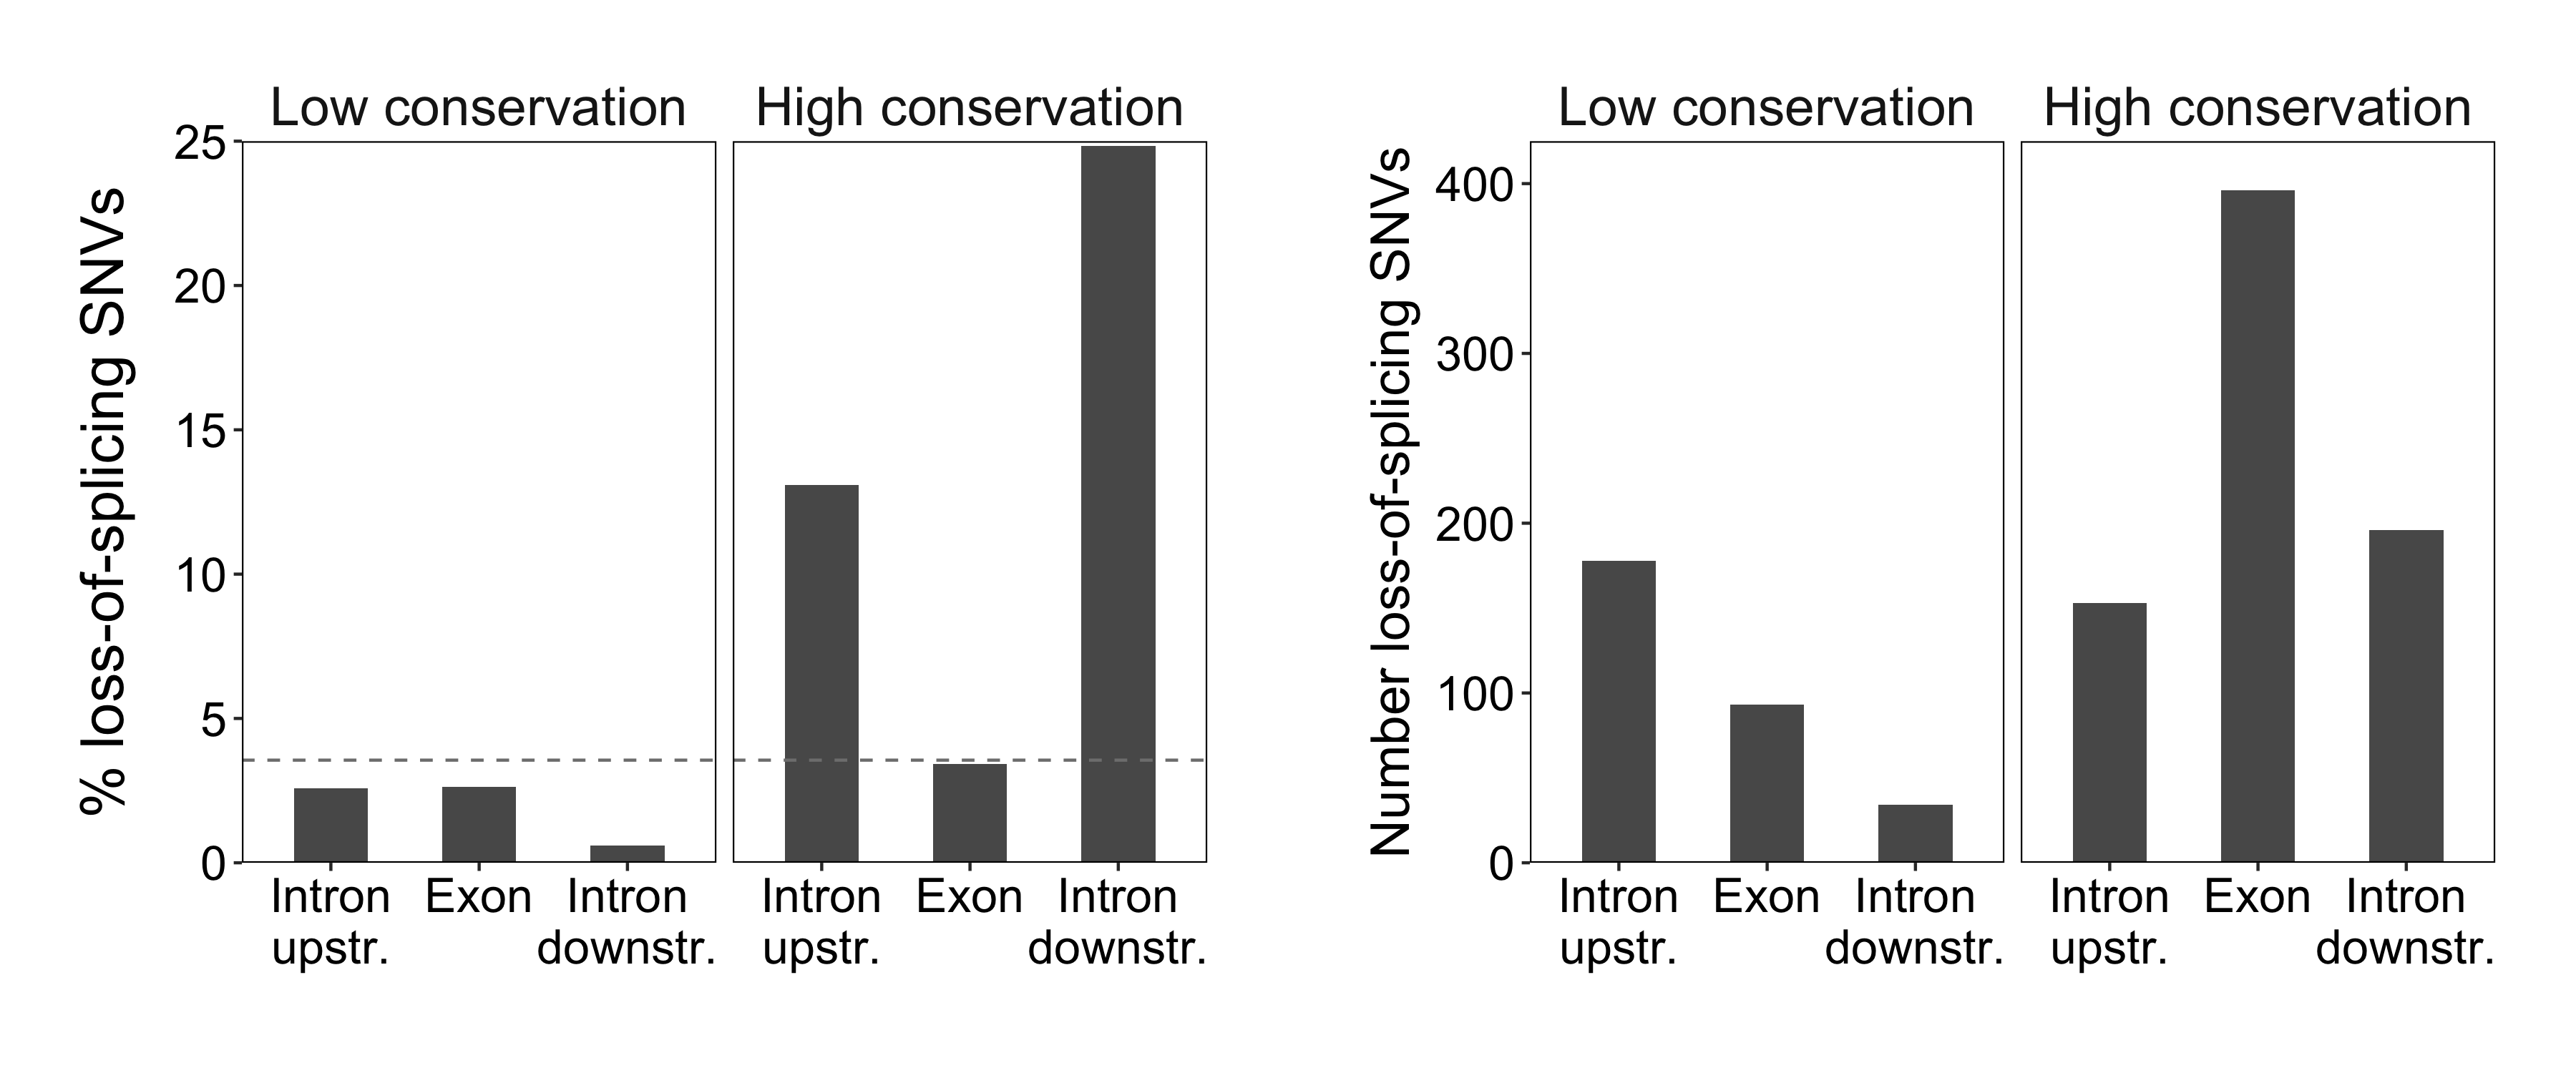 Low conservation
High conservation
% loss-of-splicing SNVs
25
20
15
10
5
0
Intron
upstr.
Exon
Intron
downstr.
Intron
upstr.
Exon
Intron
downstr.
Low conservation
High conservation
Number loss-of-splicing SNVs
400
300
200
100
0
Intron
upstr.
Exon
Intron
downstr.
Intron
upstr.
Exon
Intron
downstr.